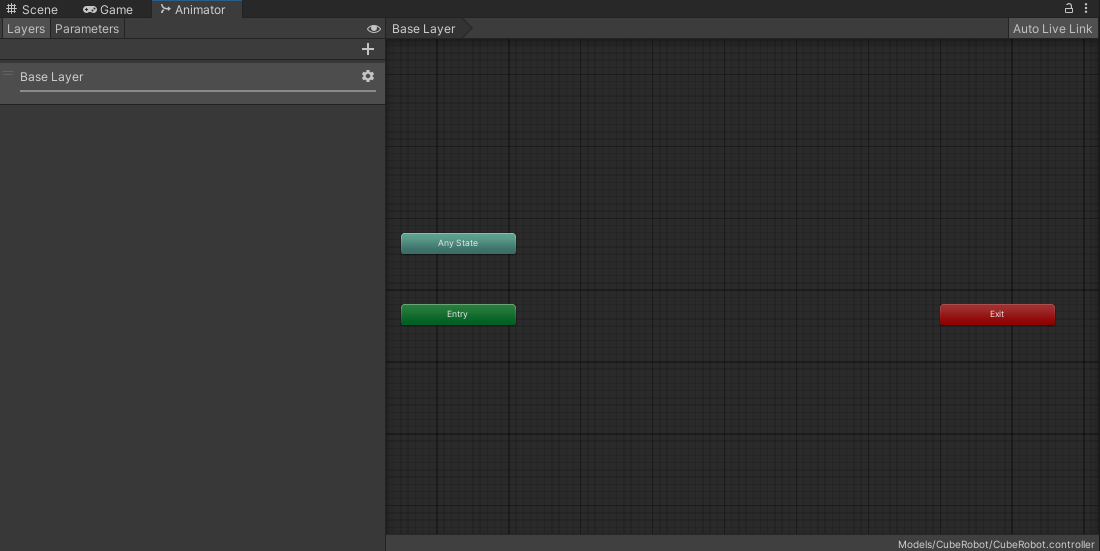 Scene Game Animator
Layers Parameters Base Layer Auto Live Link
Base Layer
Any State
Entry Exit
Models/CubeRobot/CubeRobot.controller